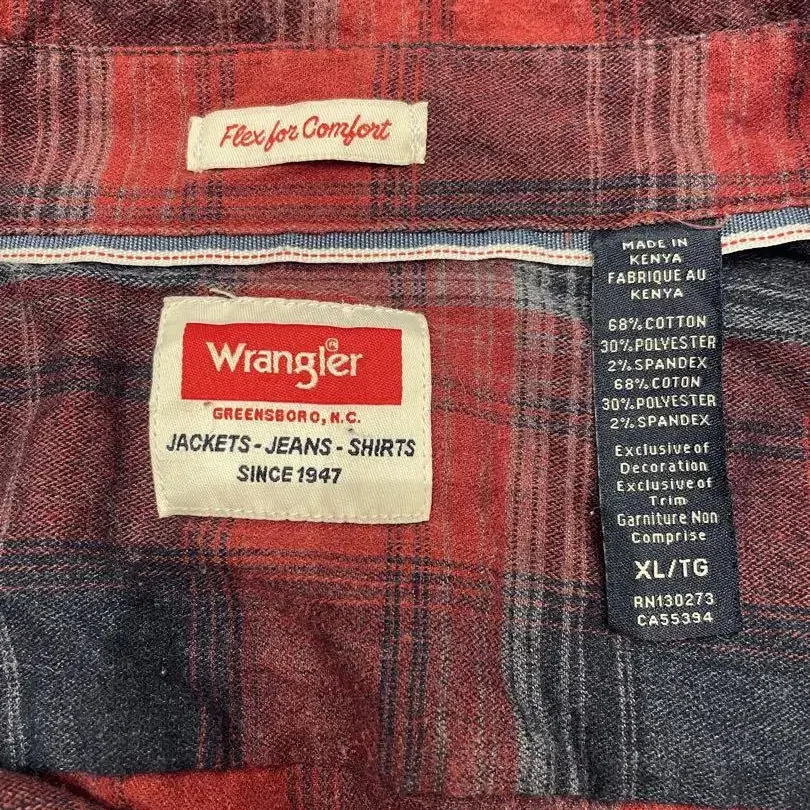 Flex for Comfort
Wrangler®
GREENSBORO, N.C.
JACKETS - JEANS - SHIRTS
SINCE 1947
MADE IN
KENYA
FABRIQUE AU
KENYA
68% COTTON
30% POLYESTER
2% SPANDEX
68% COTON
30% POLYESTER
2% SPANDEX
Exclusive of
Decoration
Exclusive of
Trim
Garniture Non
Comprise
XL/TG
RN130273
CA55394